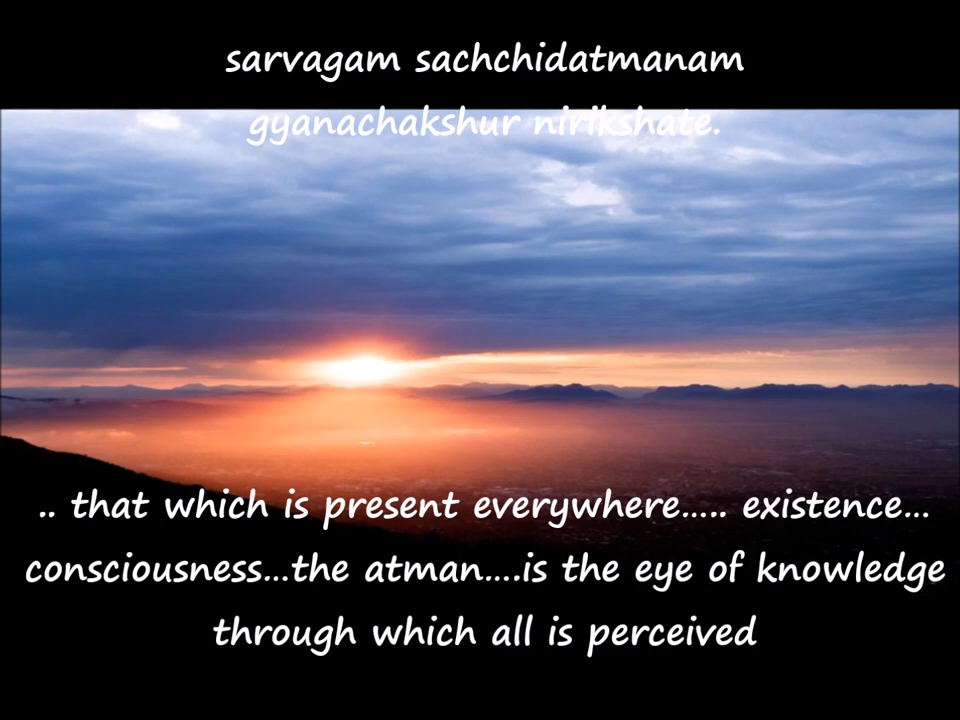 sarvagam sachchidatmanam
gyanachakshur nirikshate.
.. that which is present everywhere..... existence...
consciousness...the atman....is the eye of knowledge
through which all is perceived